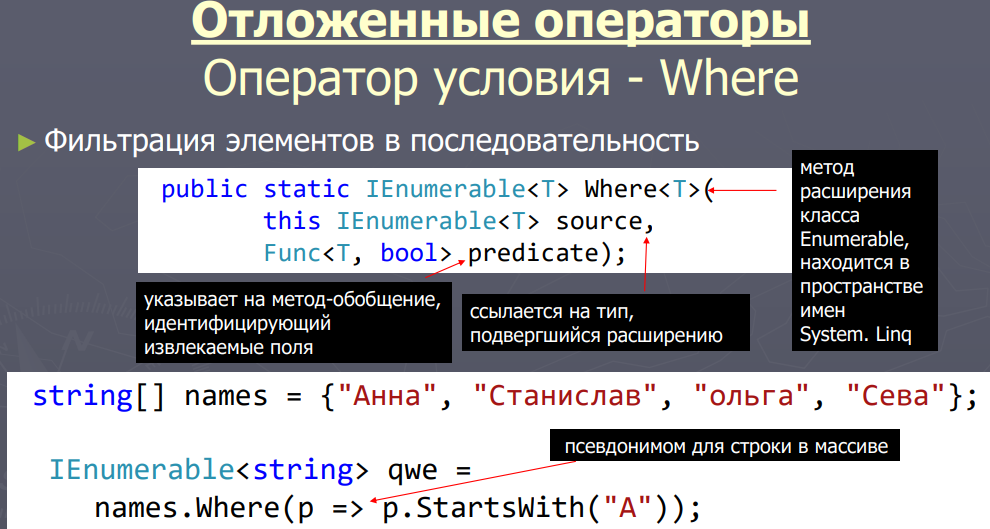 Отложенные операторы
Оператор условия - Where
► Фильтрация элементов в последовательность
public static IEnumerable<T> Where<T>(
this IEnumerable<T> source,
Func<T, bool> predicate);
метод
расширения
класса
Enumerable,
находится в
пространстве
имен
System. Linq
указывает на метод-обобщение,
идентифицирующий
извлекаемые поля
ссылается на тип,
подвергшийся расширению
string[] names = {"Анна", "Станислав", "ольга", "Сева"};
псевдонимом для строки в массиве
IEnumerable<string> qwe =
names.Where(p => p.StartsWith("А"));